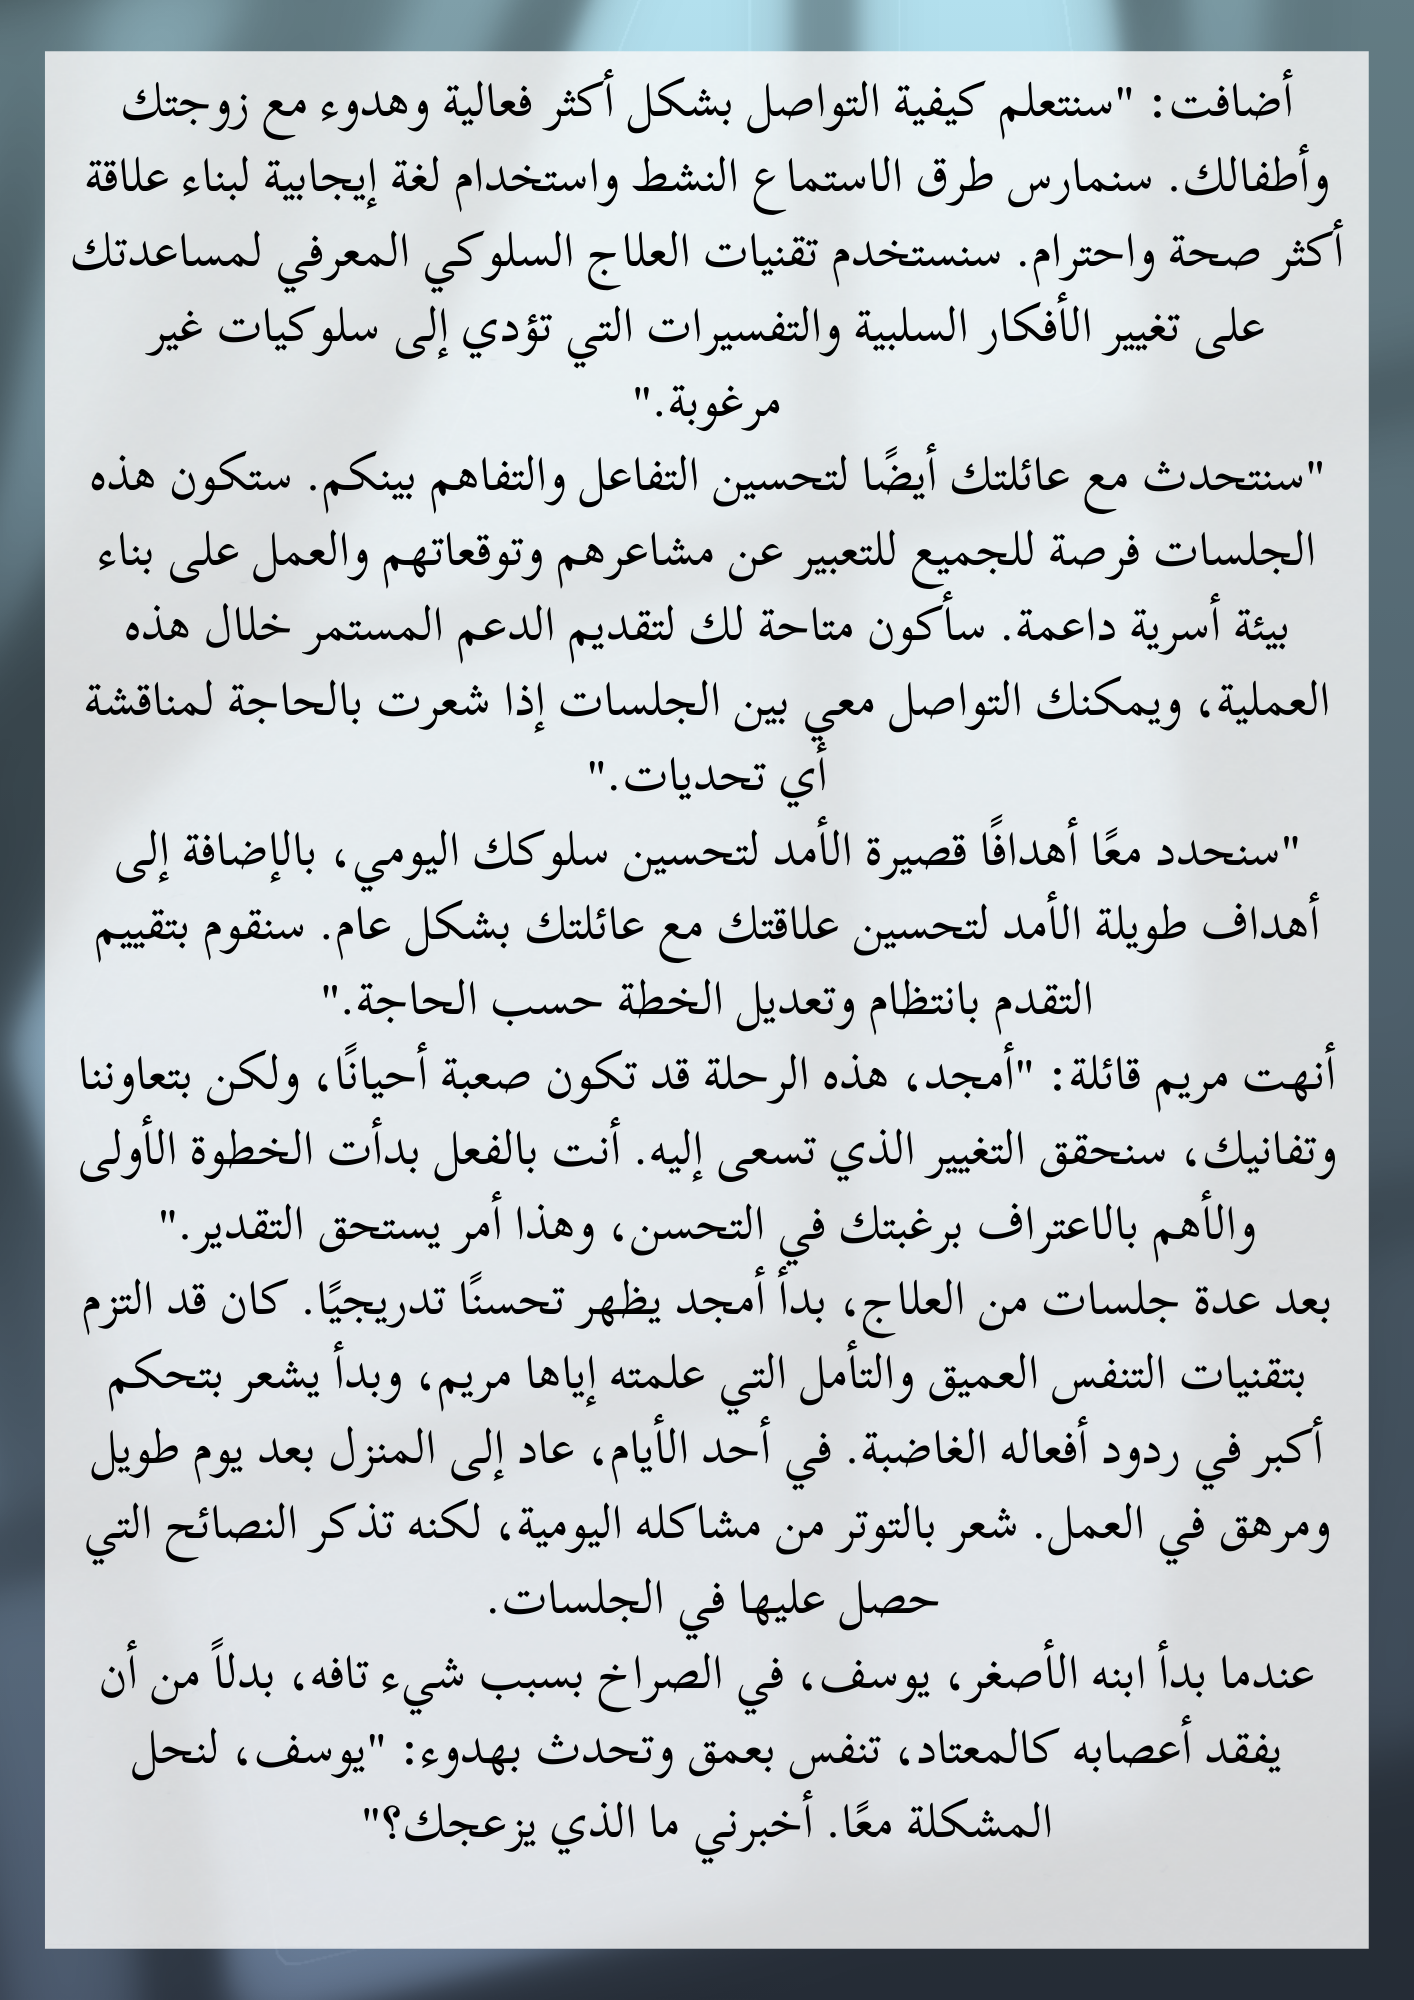 أضافت: "سنتعلم كيفية التواصل بشكل أكثر فعالية وهدوء مع زوجتك
وأطفالك. سنمارس طرق الاستماع النشط واستخدام لغة إيجابية لبناء علاقة
أكثر صحة واحترام. سنستخدم تقنيات العلاج السلوكي المعرفي لمساعدتك
على تغيير الأفكار السلبية والتفسيرات التي تؤدي إلى سلوكيات غير
مرغوبة."
"سنتحدث مع عائلتك أيضًا لتحسين التفاعل والتفاهم بينكم. ستكون هذه
الجلسات فرصة للجميع للتعبير عن مشاعرهم وتوقعاتهم والعمل على بناء
بيئة أسرية داعمة. سأكون متاحة لك لتقديم الدعم المستمر خلال هذه
العملية، ويمكنك التواصل معي بين الجلسات إذا شعرت بالحاجة لمناقشة
أي تحديات."
"سنحدد معًا أهدافًا قصيرة الأمد لتحسين سلوكك اليومي، بالإضافة إلى
أهداف طويلة الأمد لتحسين علاقتك مع عائلتك بشكل عام. سنقوم بتقييم
التقدم بانتظام وتعديل الخطة حسب الحاجة."
أنهت مريم قائلة: "أمجد، هذه الرحلة قد تكون صعبة أحيانًا، ولكن بتعاوننا
وتفانيك، سنحقق التغيير الذي تسعى إليه. أنت بالفعل بدأت الخطوة الأولى
والأهم بالاعتراف برغبتك في التحسن، وهذا أمر يستحق التقدير."
بعد عدة جلسات من العلاج، بدأ أمجد يظهر تحسنًا تدريجيًا. كان قد التزم
بتقنيات التنفس العميق والتأمل التي علمته إياها مريم، وبدأ يشعر بتحكم
أكبر في ردود أفعاله الغاضبة. في أحد الأيام، عاد إلى المنزل بعد يوم طويل
ومرهق في العمل. شعر بالتوتر من مشاكله اليومية، لكنه تذكر النصائح التي
حصل عليها في الجلسات.
عندما بدأ ابنه الأصغر، يوسف، في الصراخ بسبب شيء تافه، بدلاً من أن
يفقد أعصابه كالمعتاد، تنفس بعمق وتحدث بهدوء: "يوسف، لنحل
المشكلة معًا. أخبرني ما الذي يزعجك؟"